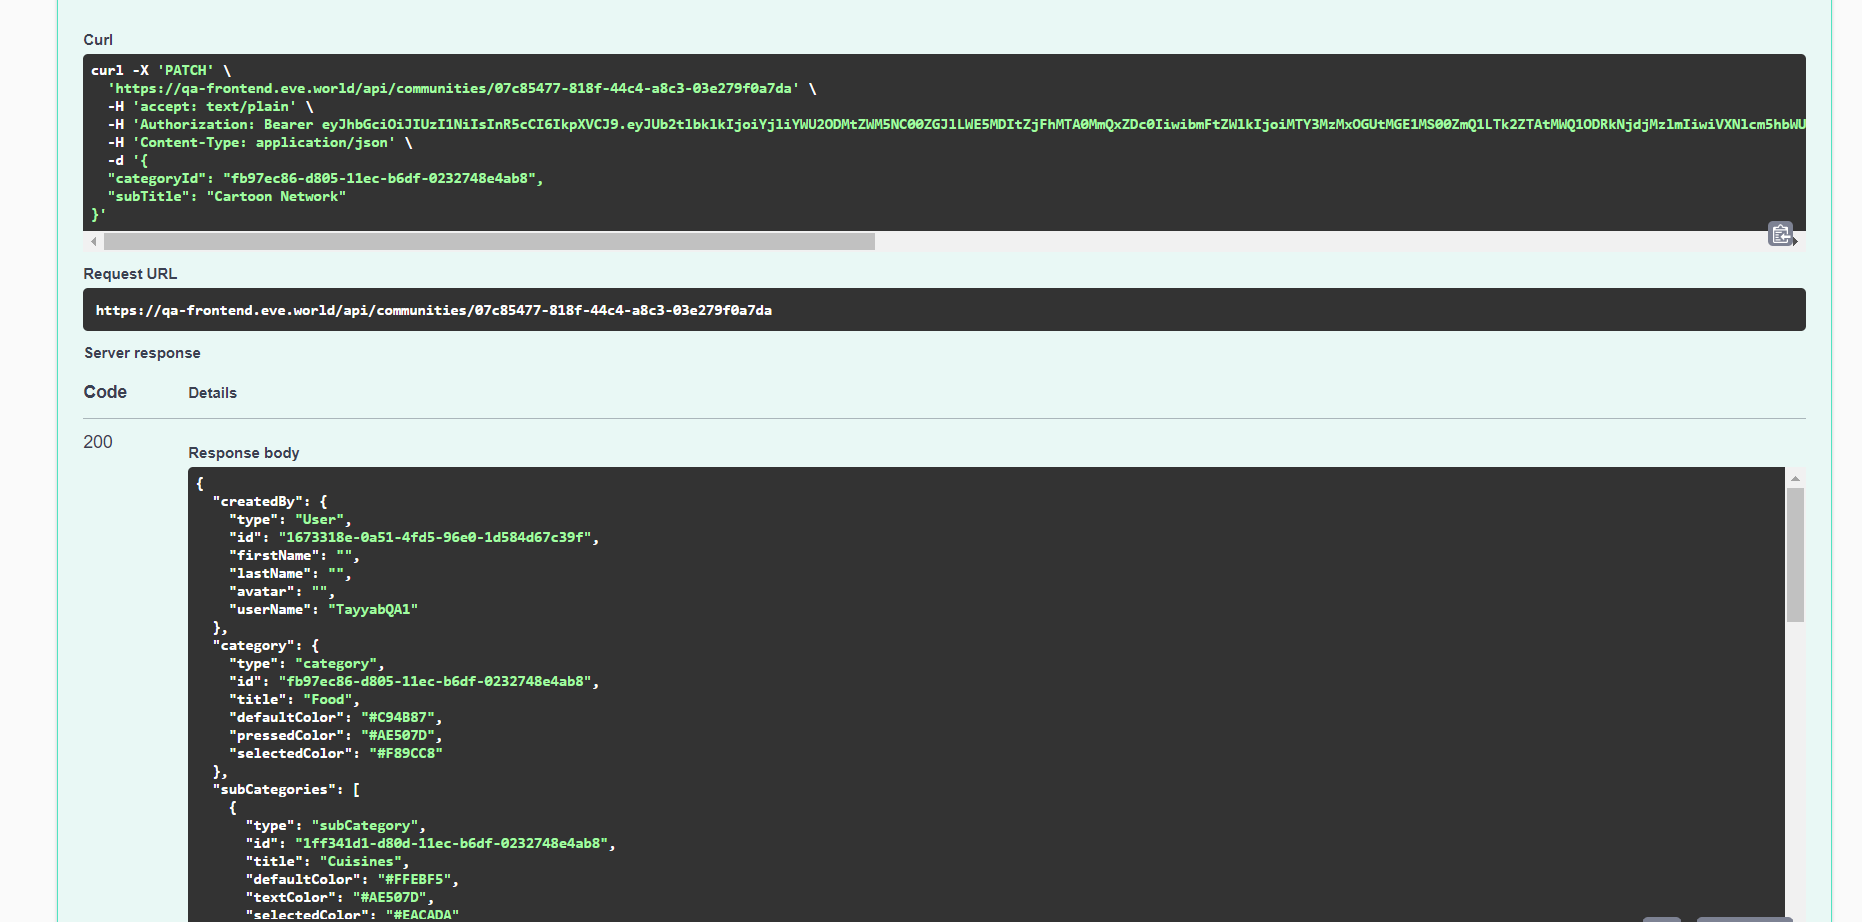 Curl
curl -X 'PATCH' \
'https://qa-frontend.eve.world/api/communities/07c85477-818f-44c4-a8c3-03e279f0a7da' \
-H 'accept: text/plain' \
-H 'Authorization: Bearer eyJhbGciOiJIUzI1NiIsInR5cCI6IkpXVCJ9.eyJUb2tlbklkIjoiYjliYWU2ODMtZWM5NC00ZGJlLWE5MDItZjFhMTA0MmQxZDc0IiwibmFtZWlkIjoiMTY3MzMxOGUtMGE1MS00ZmQ1LTk2ZTAtMWQ1ODRkNjdjMzlmIiwiVXNlcm5hbWU
-H 'Content-Type: application/json' \
-d '{
"categoryId": "fb97ec86-d805-11ec-b6df-0232748e4ab8",
"subTitle": "Cartoon Network"
}'
Request URL
https://qa-frontend.eve.world/api/communities/07c85477-818f-44c4-a8c3-03e279f0a7da
Server response
Code Details
200
Response body
{
"createdBy": {
"type": "User",
"id": "1673318e-0a51-4fd5-96e0-1d584d67c39f",
"firstName": "",
"lastName": "",
"avatar": "",
"userName": "TayyabQA1"
},
"category": {
"type": "category",
"id": "fb97ec86-d805-11ec-b6df-0232748e4ab8",
"title": "Food",
"defaultColor": "#C94B87",
"pressedColor": "#AE507D",
"selectedColor": "#F89CC8"
},
"subCategories": [
{
"type": "subCategory",
"id": "1ff341d1-d80d-11ec-b6df-0232748e4ab8",
"title": "Cuisines",
"defaultColor": "#FFEBF5",
"textColor": "#AE507D",
"selectedColor": "#EACADA"